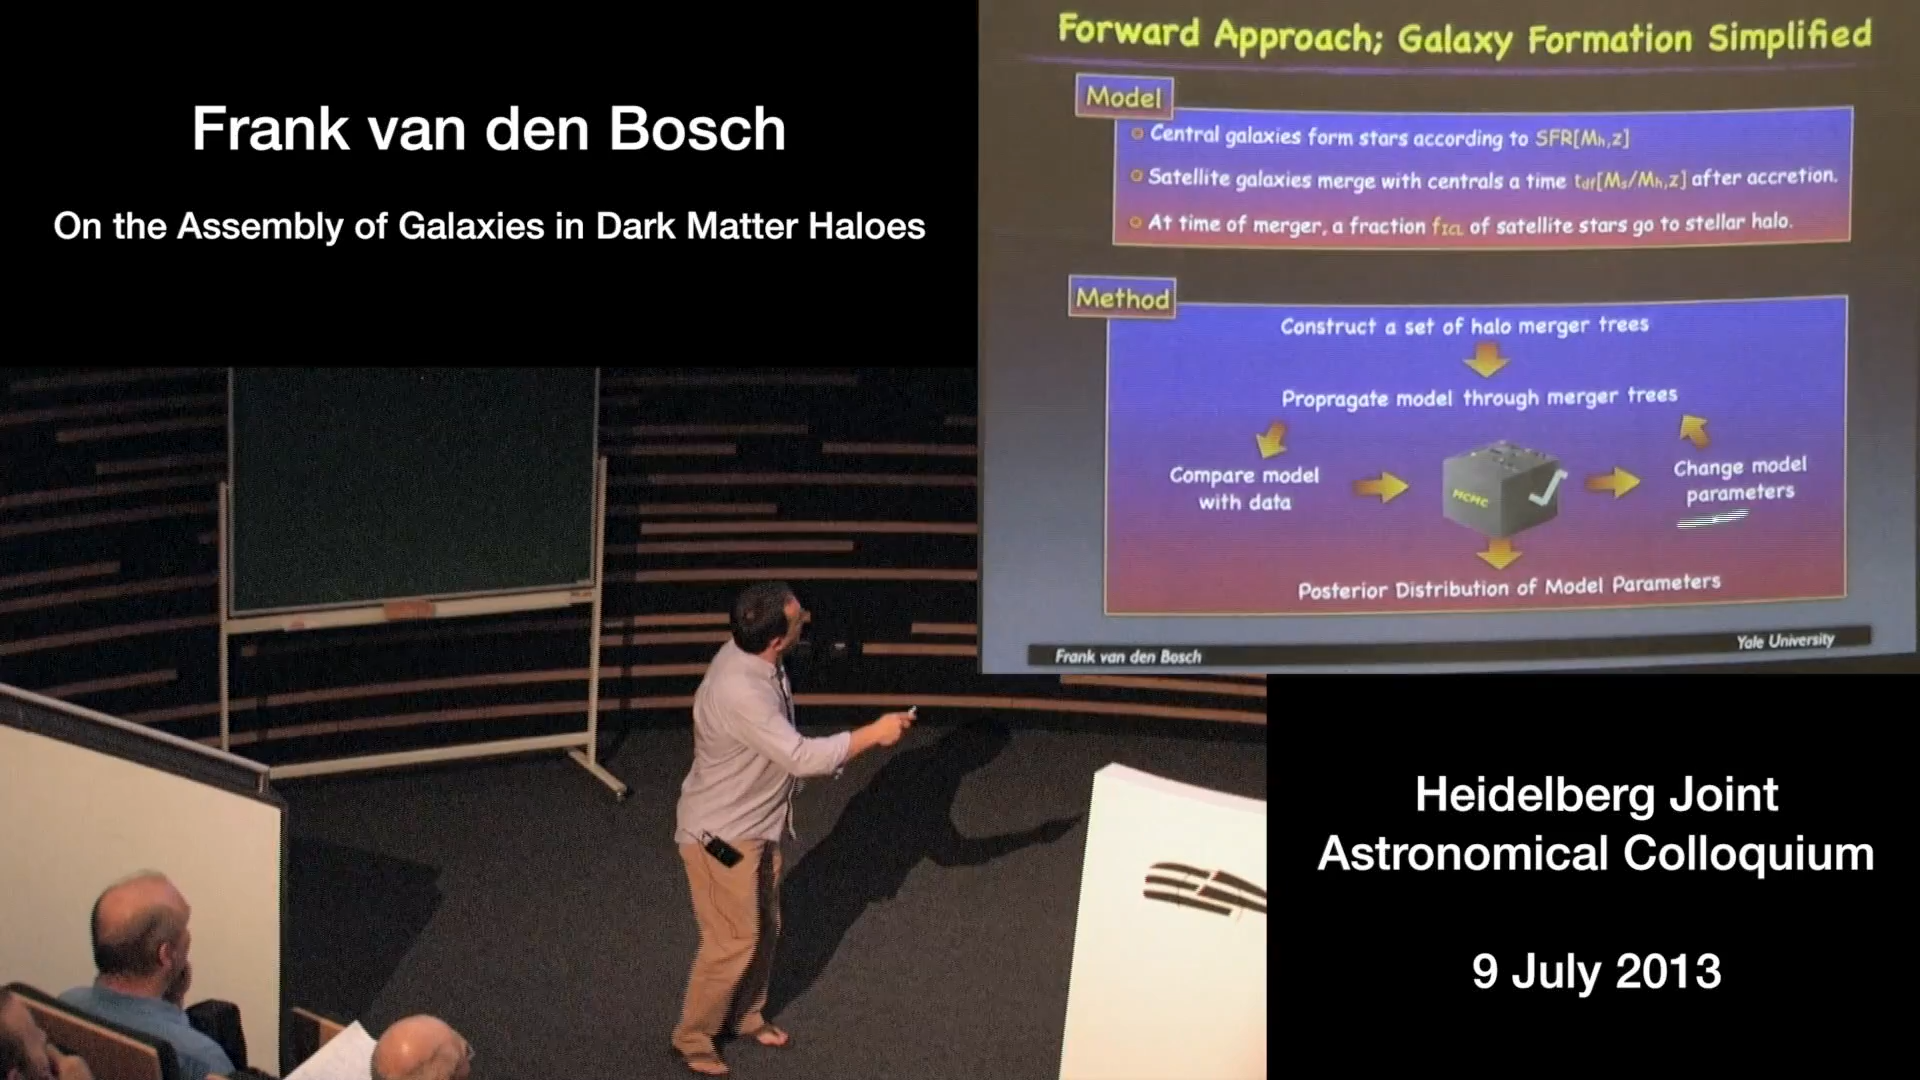 Frank van den Bosch
On the Assembly of Galaxies in Dark Matter Haloes
Forward Approach; Galaxy Formation Simplified
Model
Central galaxies form stars according to SFR[Mh,z]
Satellite galaxies merge with centrals a time tdf[Ms/Mh,z] after accretion.
At time of merger, a fraction fICL of satellite stars go to stellar halo.
Method
Construct a set of halo merger trees
Propragate model through merger trees
Compare model
with data
MCMC
Change model
parameters
Posterior Distribution of Model Parameters
Frank van den Bosch
Yale University
Heidelberg Joint
Astronomical Colloquium
9 July 2013